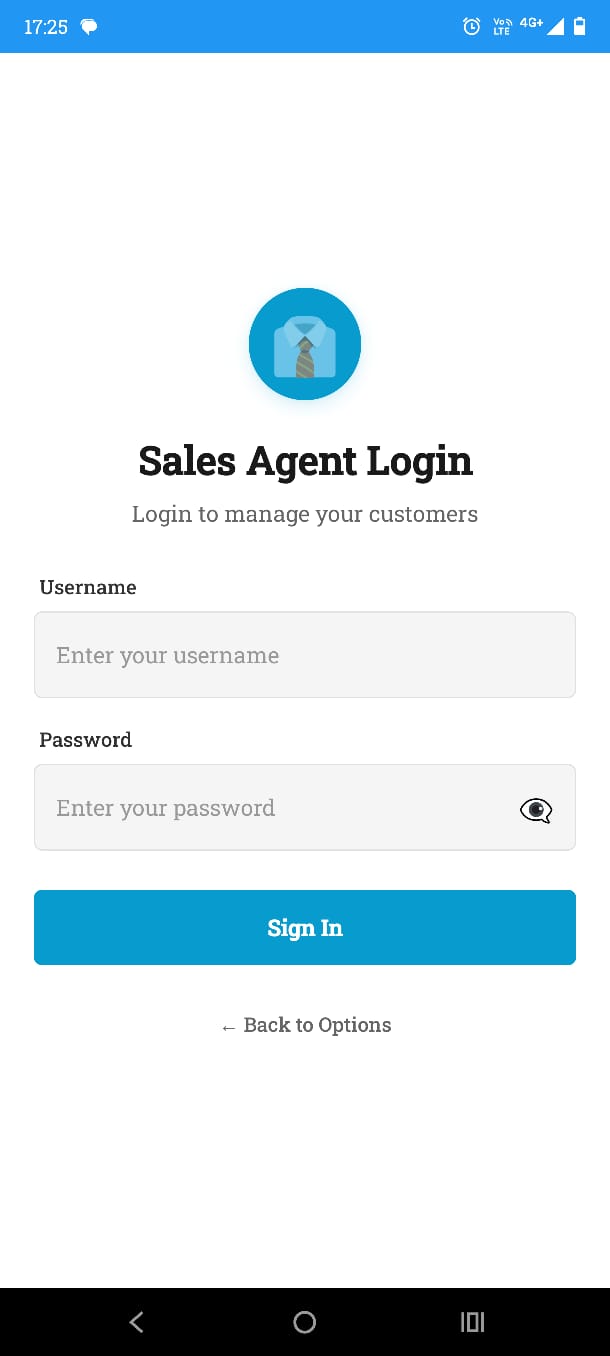 17:25
Vo LTE 4G+
Sales Agent Login
Login to manage your customers
Username
Enter your username
Password
Enter your password
Sign In
← Back to Options